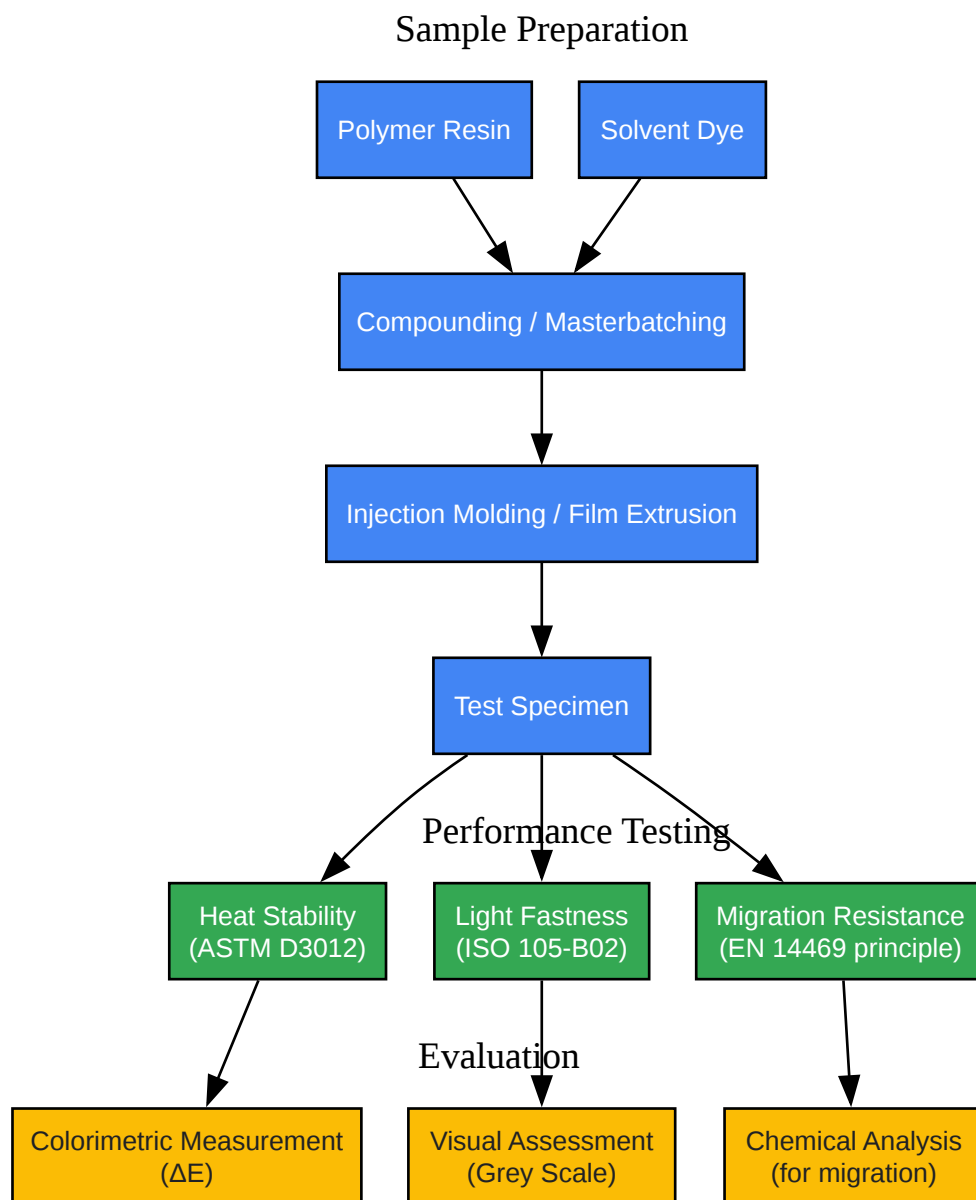 Sample Preparation
Polymer Resin
Solvent Dye
Compounding / Masterbatching
Injection Molding / Film Extrusion
Test Specimen
Performance Testing
Heat Stability
(ASTM D3012)
Light Fastness
(ISO 105-B02)
Migration Resistance
(EN 14469 principle)
Evaluation
Colorimetric Measurement
(ΔE)
Visual Assessment
(Grey Scale)
Chemical Analysis
(for migration)